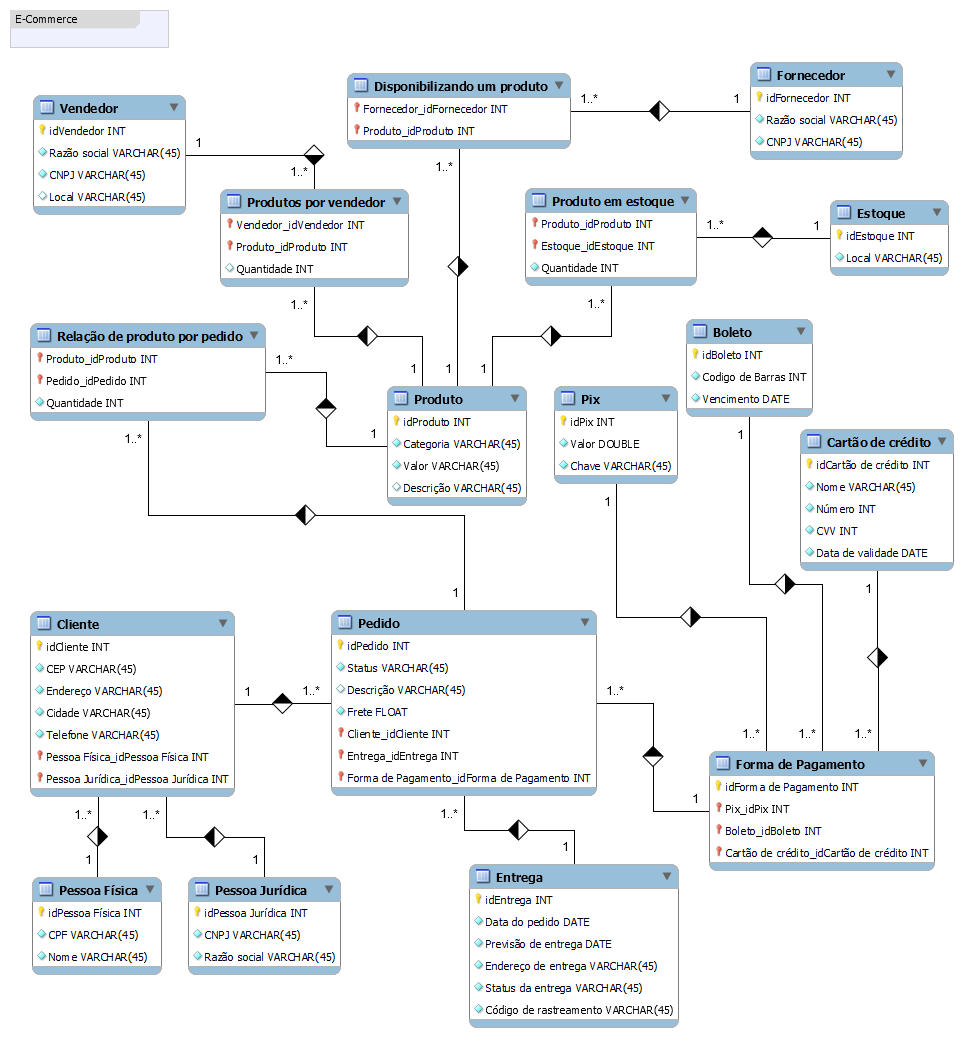 E-Commerce
Vendedor
idVendedor INT
Razão social VARCHAR(45)
CNPJ VARCHAR(45)
Local VARCHAR(45)
1
1..*
Disponibilizando um produto
Fornecedor_idFornecedor INT
Produto_idProduto INT
1..*
1
1..*
Fornecedor
idFornecedor INT
Razão social VARCHAR(45)
CNPJ VARCHAR(45)
Produtos por vendedor
Vendedor_idVendedor INT
Produto_idProduto INT
Quantidade INT
1..*
Produto em estoque
Produto_idProduto INT
Estoque_idEstoque INT
Quantidade INT
1..*
1
1..*
Estoque
idEstoque INT
Local VARCHAR(45)
Relação de produto por pedido
Produto_idProduto INT
Pedido_idPedido INT
Quantidade INT
1..*
1
1..*
1
1
1
Produto
idProduto INT
Categoria VARCHAR(45)
Valor VARCHAR(45)
Descrição VARCHAR(45)
Pix
idPix INT
Valor DOUBLE
Chave VARCHAR(45)
1
Boleto
idBoleto INT
Codigo de Barras INT
Vencimento DATE
1
Cartão de crédito
idCartão de crédito INT
Nome VARCHAR(45)
Número INT
CVV INT
Data de validade DATE
1
1
Cliente
idCliente INT
CEP VARCHAR(45)
Endereço VARCHAR(45)
Cidade VARCHAR(45)
Telefone VARCHAR(45)
Pessoa Física_idPessoa Física INT
Pessoa Jurídica_idPessoa Jurídica INT
1
1..*
Pedido
idPedido INT
Status VARCHAR(45)
Descrição VARCHAR(45)
Frete FLOAT
Cliente_idCliente INT
Entrega_idEntrega INT
Forma de Pagamento_idForma de Pagamento INT
1..*
1
1..*
1..*
1..*
Forma de Pagamento
idForma de Pagamento INT
Pix_idPix INT
Boleto_idBoleto INT
Cartão de crédito_idCartão de crédito INT
1..*
1
1..*
1
1..*
1
Pessoa Física
idPessoa Física INT
CPF VARCHAR(45)
Nome VARCHAR(45)
Pessoa Jurídica
idPessoa Jurídica INT
CNPJ VARCHAR(45)
Razão social VARCHAR(45)
Entrega
idEntrega INT
Data do pedido DATE
Previsão de entrega DATE
Endereço de entrega VARCHAR(45)
Status da entrega VARCHAR(45)
Código de rastreamento VARCHAR(45)